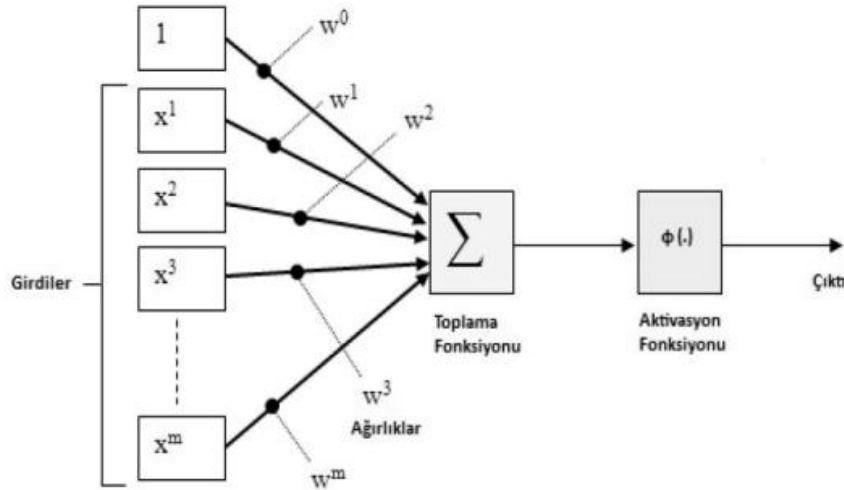 1
w⁰
x¹
w¹
w²
x²
x³
Girdiler
∑
ɸ (.)
Çıktı
Toplama
Fonksiyonu
Aktivasyon
Fonksiyonu
w³
Ağırlıklar
xᵐ
wᵐ